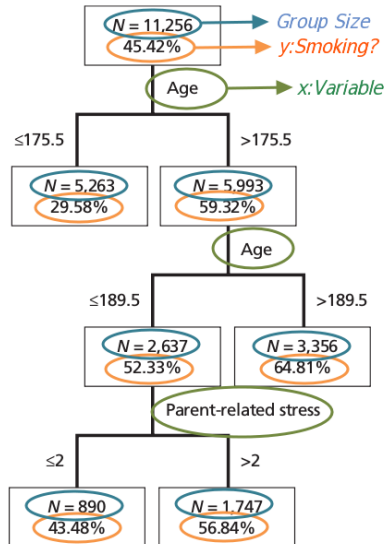 N = 11,256
Group Size
45.42%
y:Smoking?
Age
x:Variable
≤175.5
>175.5
N = 5,263
29.58%
N = 5,993
59.32%
Age
≤189.5
>189.5
N = 2,637
52.33%
N = 3,356
64.81%
Parent-related stress
≤2
>2
N = 890
43.48%
N = 1,747
56.84%